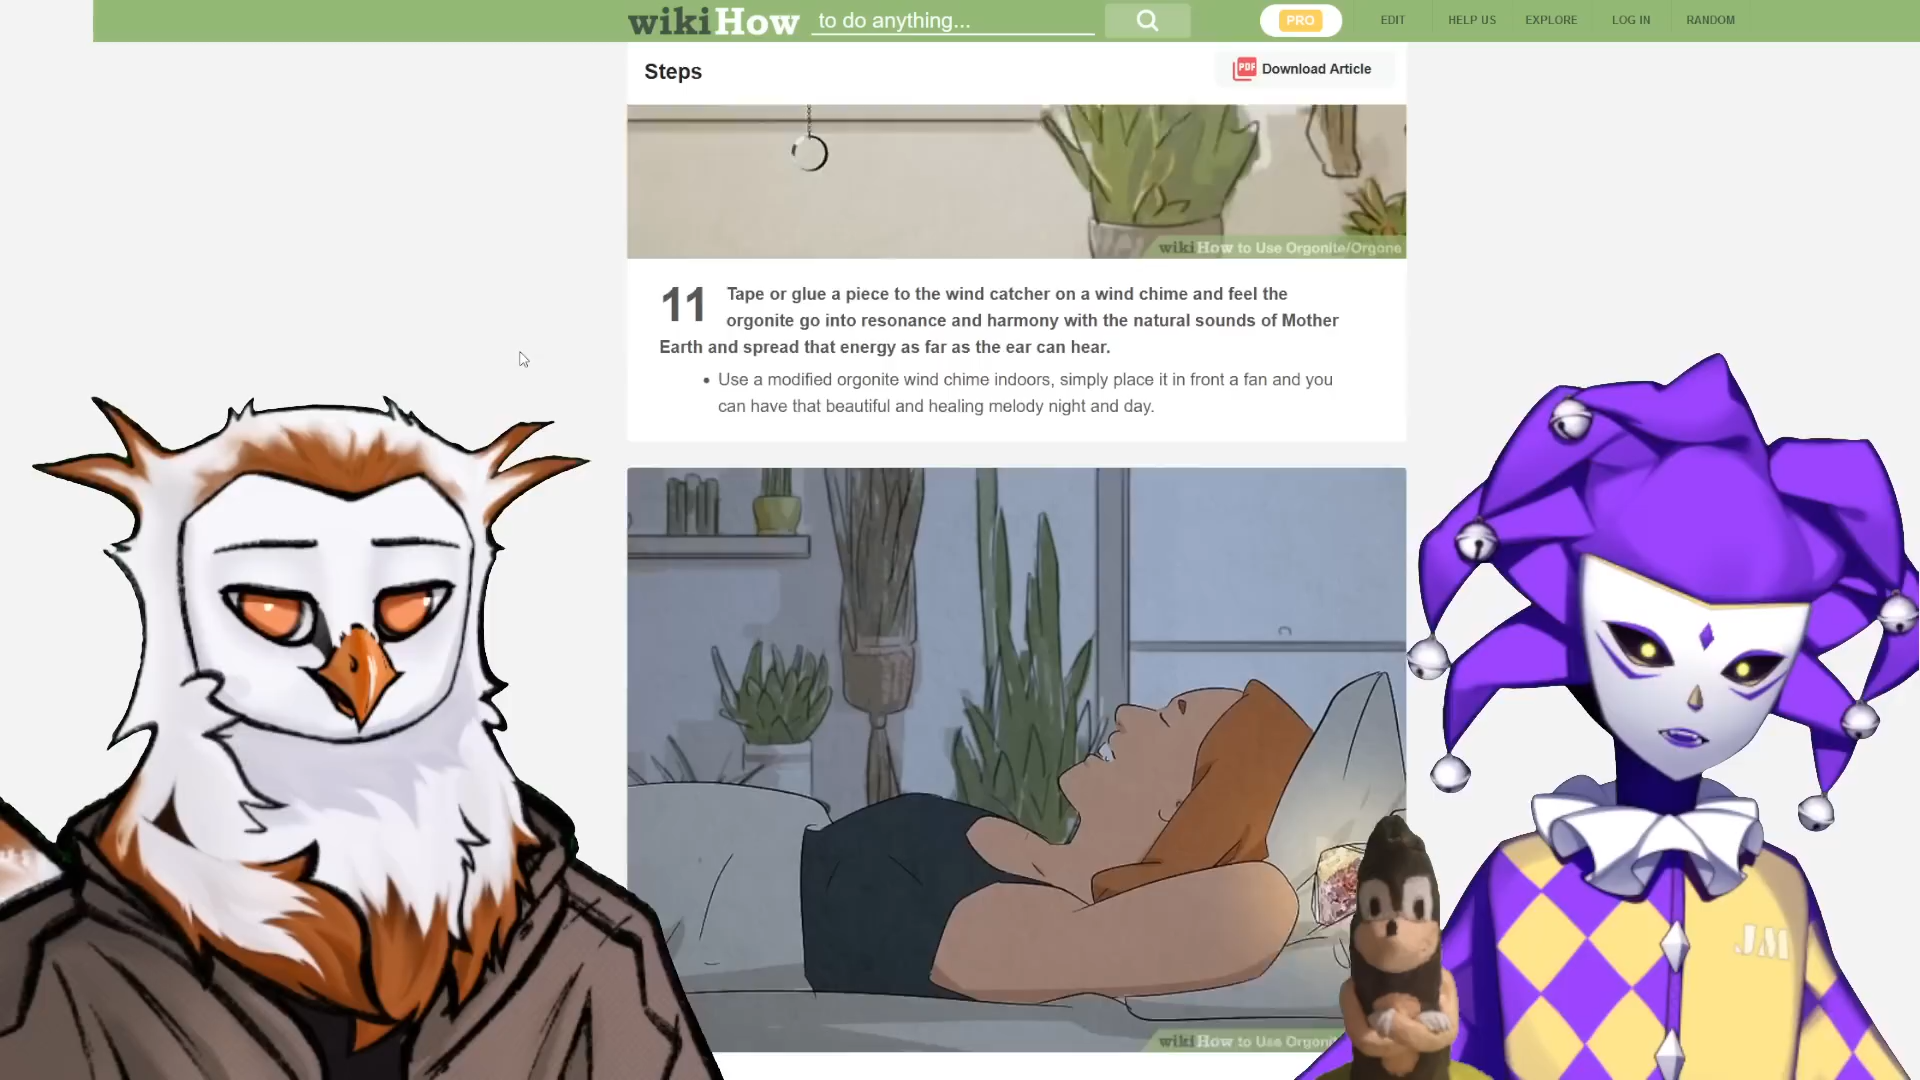 wikiHow to do anything...
PRO
EDIT
HELP US
EXPLORE
LOG IN
RANDOM
Steps
PDF Download Article
wikiHow to Use Orgonite/Orgone
11 Tape or glue a piece to the wind catcher on a wind chime and feel the
orgonite go into resonance and harmony with the natural sounds of Mother
Earth and spread that energy as far as the ear can hear.
• Use a modified orgonite wind chime indoors, simply place it in front a fan and you
can have that beautiful and healing melody night and day.
JM
wikiHow to Use